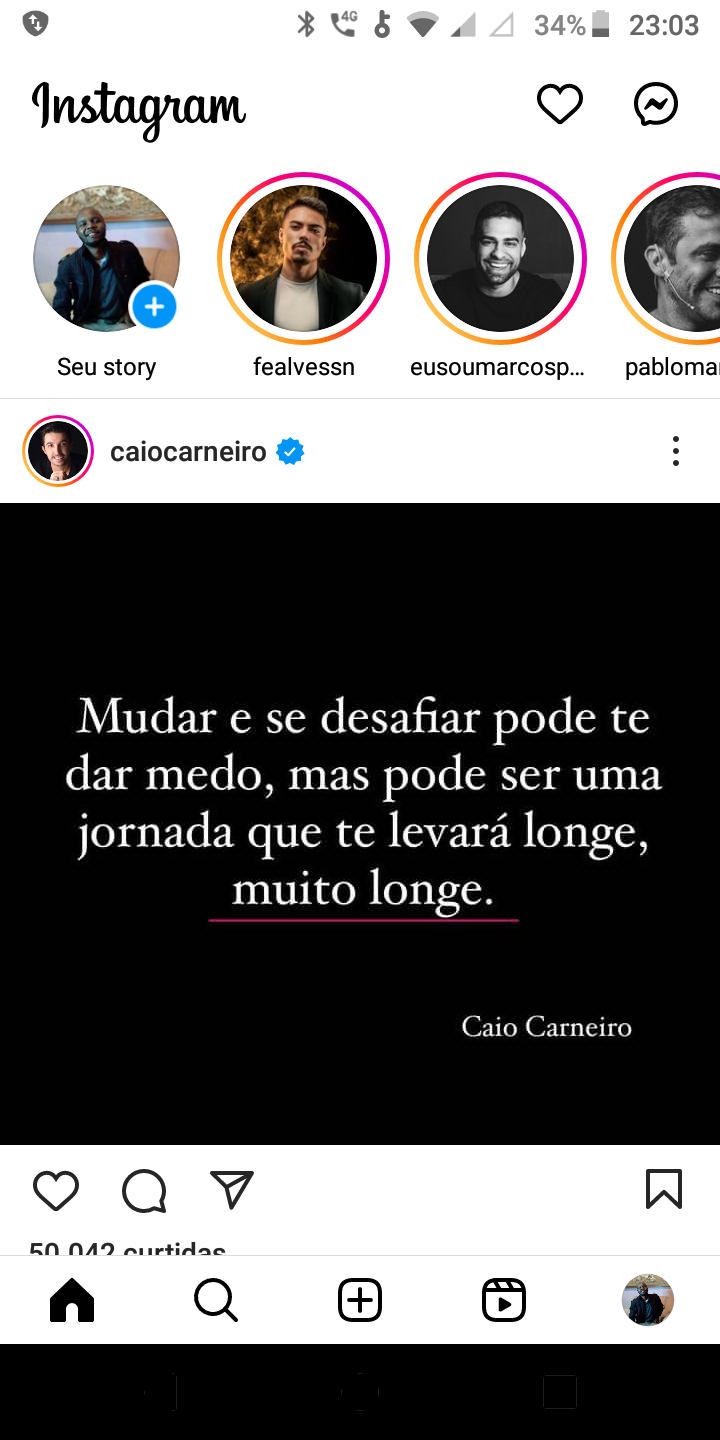 4G 34% 23:03
Instagram
Seu story fealvessn eusoumarcosp...
caiocarneiro
Mudar e se desafiar pode te
dar medo, mas pode ser uma
jornada que te levará longe,
muito longe.
Caio Carneiro
50.042 curtidas